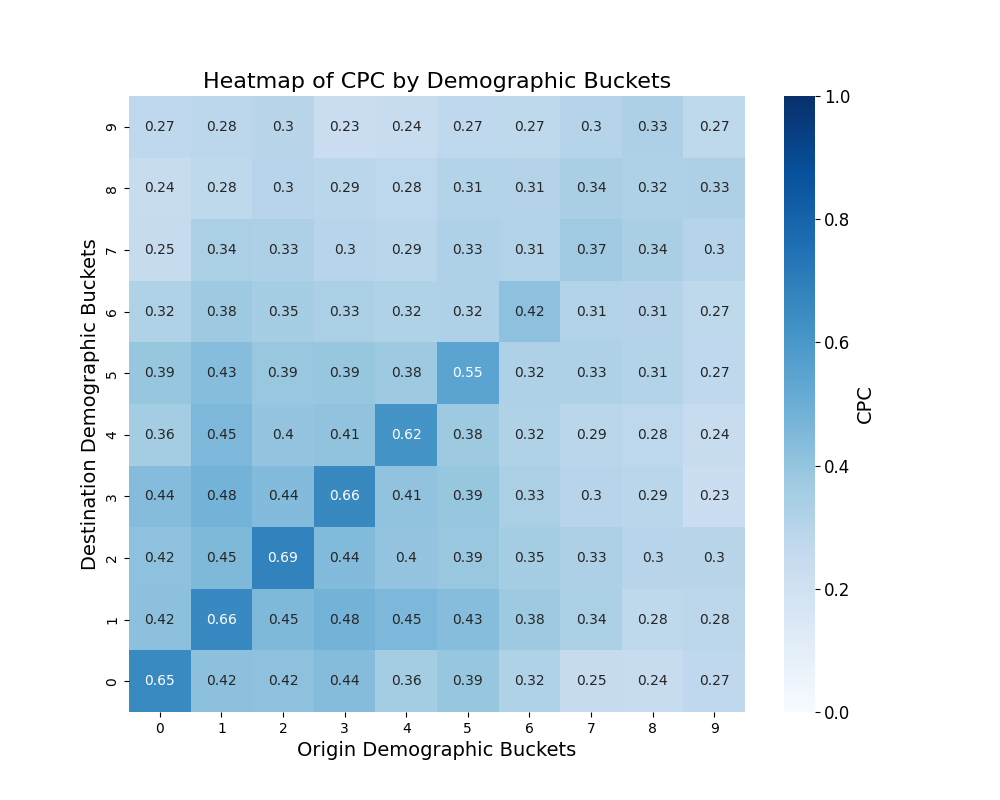 Heatmap of CPC by Demographic Buckets
9 0.27 0.28 0.3 0.23 0.24 0.27 0.27 0.3 0.33 0.27
8 0.24 0.28 0.3 0.29 0.28 0.31 0.31 0.34 0.32 0.33
7 0.25 0.34 0.33 0.3 0.29 0.33 0.31 0.37 0.34 0.3
6 0.32 0.38 0.35 0.33 0.32 0.32 0.42 0.31 0.31 0.27
5 0.39 0.43 0.39 0.39 0.38 0.55 0.32 0.33 0.31 0.27
4 0.36 0.45 0.4 0.41 0.62 0.38 0.32 0.29 0.28 0.24
3 0.44 0.48 0.44 0.66 0.41 0.39 0.33 0.3 0.29 0.23
2 0.42 0.45 0.69 0.44 0.4 0.39 0.35 0.33 0.3 0.3
1 0.42 0.66 0.45 0.48 0.45 0.43 0.38 0.34 0.28 0.28
0 0.65 0.42 0.42 0.44 0.36 0.39 0.32 0.25 0.24 0.27
0 1 2 3 4 5 6 7 8 9
Origin Demographic Buckets
Destination Demographic Buckets
1.0
0.8
0.6
0.4
0.2
0.0
CPC